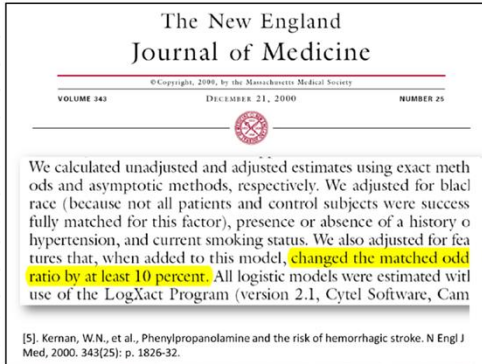 The New England
Journal of Medicine
©Copyright, 2000, by the Massachusetts Medical Society
VOLUME 343 DECEMBER 21, 2000 NUMBER 25
We calculated unadjusted and adjusted estimates using exact meth
ods and asymptotic methods, respectively. We adjusted for blac
race (because not all patients and control subjects were success
fully matched for this factor), presence or absence of a history o
hypertension, and current smoking status. We also adjusted for fea
tures that, when added to this model, changed the matched odd
ratio by at least 10 percent. All logistic models were estimated wit
use of the LogXact Program (version 2.1, Cytel Software, Cam
[5]. Kernan, W.N., et al., Phenylpropanolamine and the risk of hemorrhagic stroke. N Engl J
Med, 2000. 343(25): p. 1826-32.